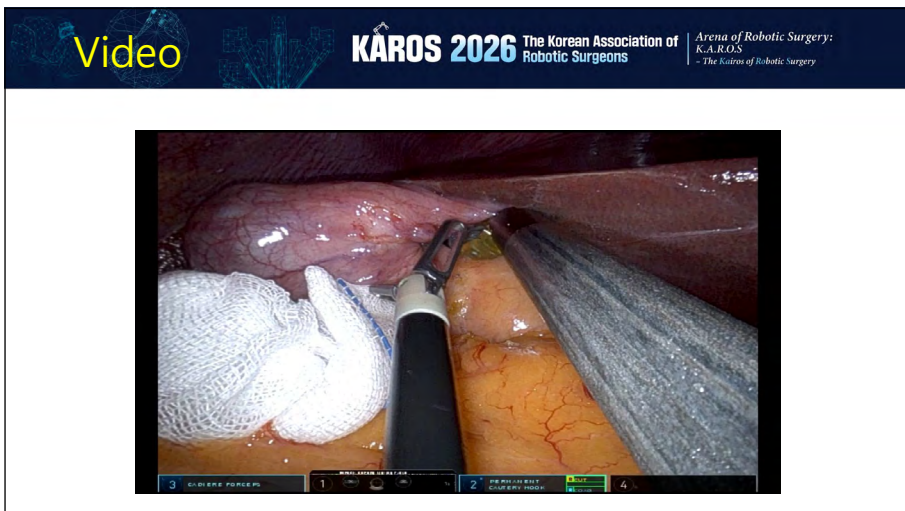 Video
KAROS 2026 The Korean Association of
Robotic Surgeons
Arena of Robotic Surgery:
K.A.R.O.S
- The Kairos of Robotic Surgery
3 CADIERE FORCEPS
1
2 PERMANENT
CAUTERY HOOK
CUT
4